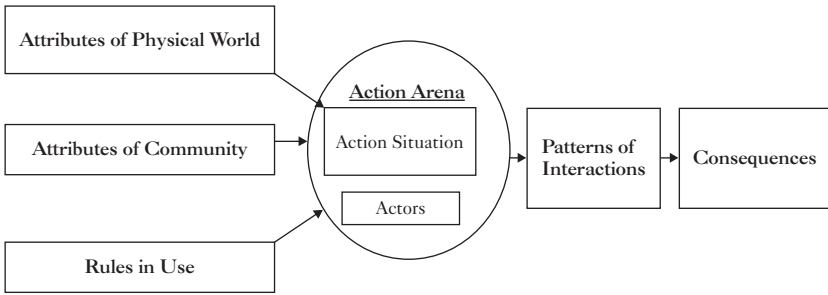 Attributes of Physical World
Attributes of Community
Rules in Use
Action Arena
Action Situation
Actors
Patterns of
Interactions
Consequences